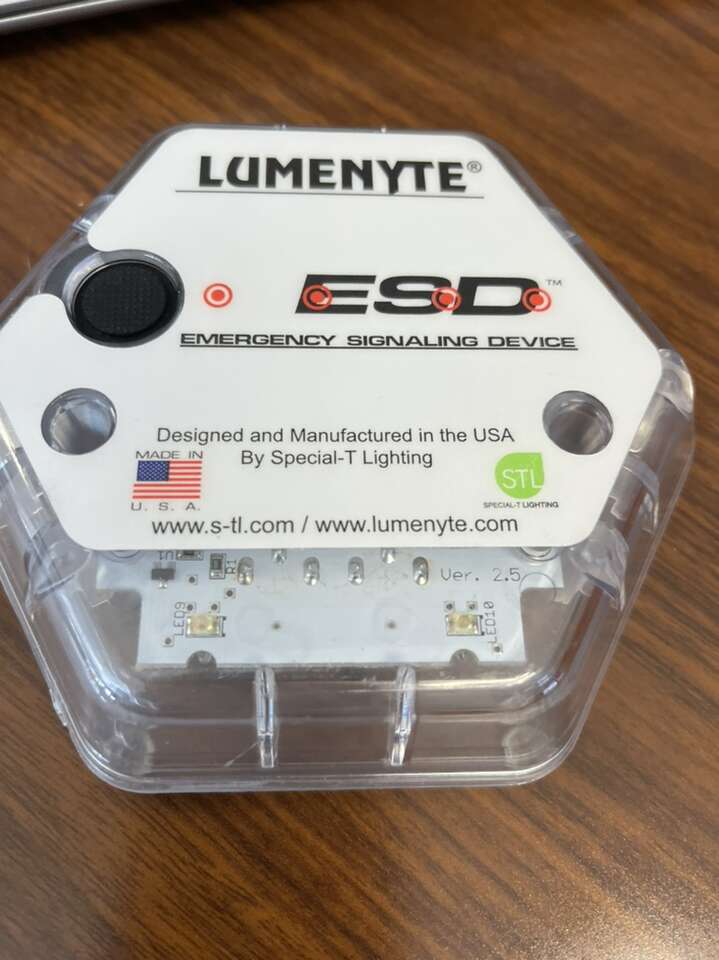 LUMENYTE®
ESD™
EMERGENCY SIGNALING DEVICE
Designed and Manufactured in the USA
By Special-T Lighting
MADE IN
U. S. A.
STL
SPECIAL-T LIGHTING
www.s-tl.com / www.lumenyte.com
U1
R1
Ver. 2.5
LED9
LED10